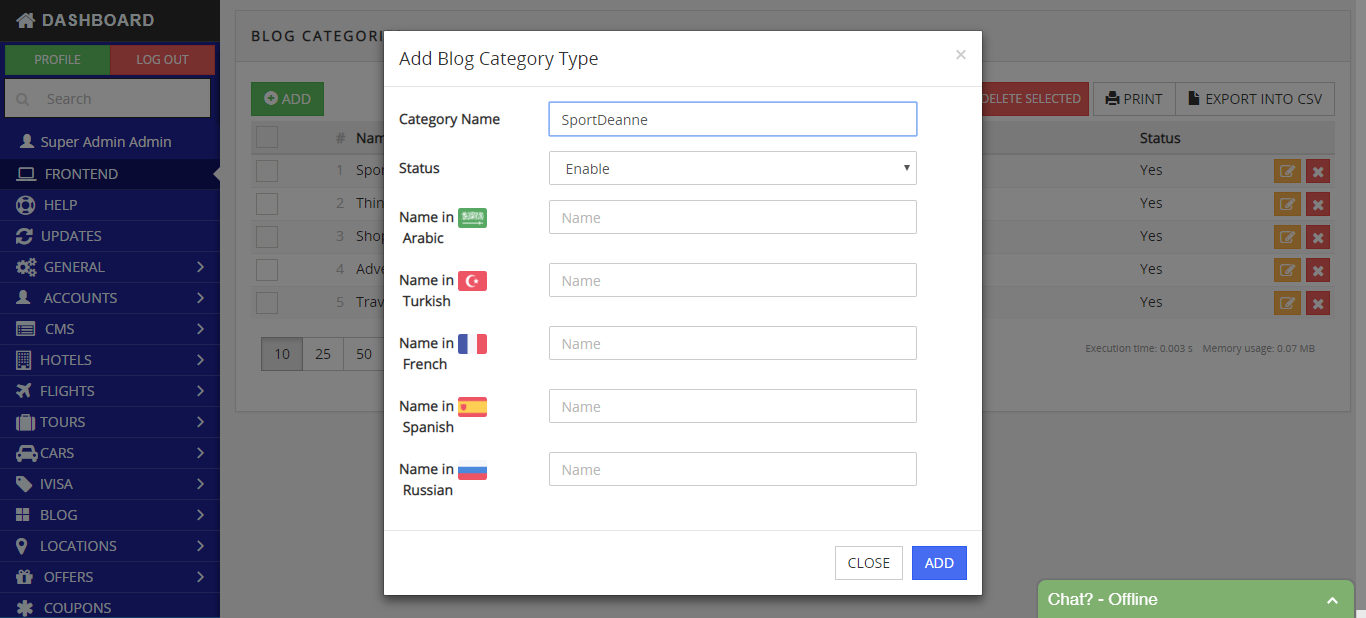 DASHBOARD
PROFILE LOG OUT
Search
Super Admin Admin
FRONTEND
HELP
UPDATES
GENERAL
ACCOUNTS
CMS
HOTELS
FLIGHTS
TOURS
CARS
IVISA
BLOG
LOCATIONS
OFFERS
COUPONS
BLOG CATEGORI
ADD
DELETE SELECTED PRINT EXPORT INTO CSV
# Nam Status
1 Spor Yes
2 Thin Yes
3 Shop Yes
4 Adve Yes
5 Trav Yes
10 25 50
Execution time: 0.003 s Memory usage: 0.07 MB
Add Blog Category Type ×
Category Name SportDeanne
Status Enable
Name in Name
Arabic
Name in Name
Turkish
Name in Name
French
Name in Name
Spanish
Name in Name
Russian
CLOSE ADD
Chat? - Offline